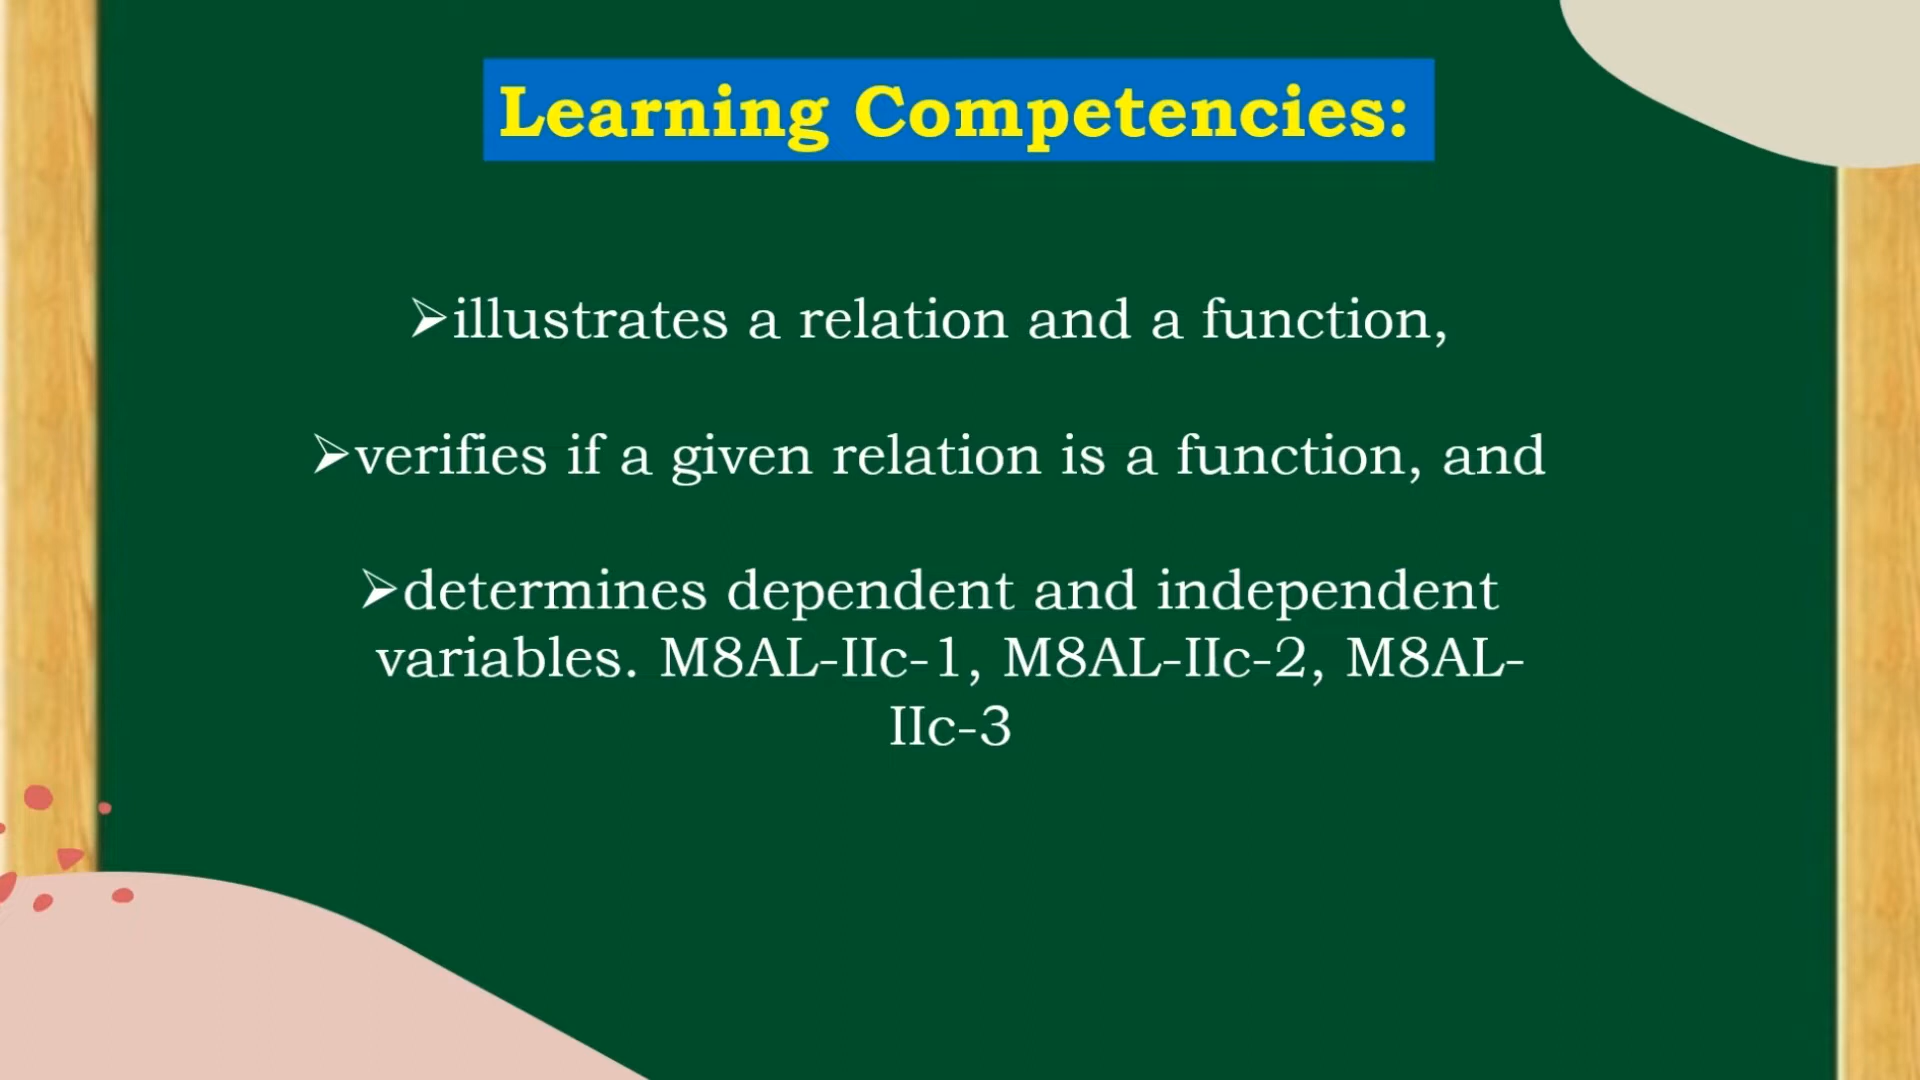 Learning Competencies:
➢illustrates a relation and a function,
➢verifies if a given relation is a function, and
➢determines dependent and independent
variables. M8AL-IIc-1, M8AL-IIc-2, M8AL-
IIc-3